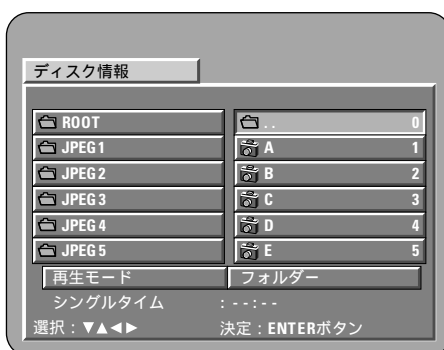 ディスク情報
ROOT
.. 0
JPEG1
A 1
JPEG2
B 2
JPEG3
C 3
JPEG4
D 4
JPEG5
E 5
再生モード フォルダー
シングルタイム :--:--
選択:▼▲◀▶ 決定:ENTERボタン